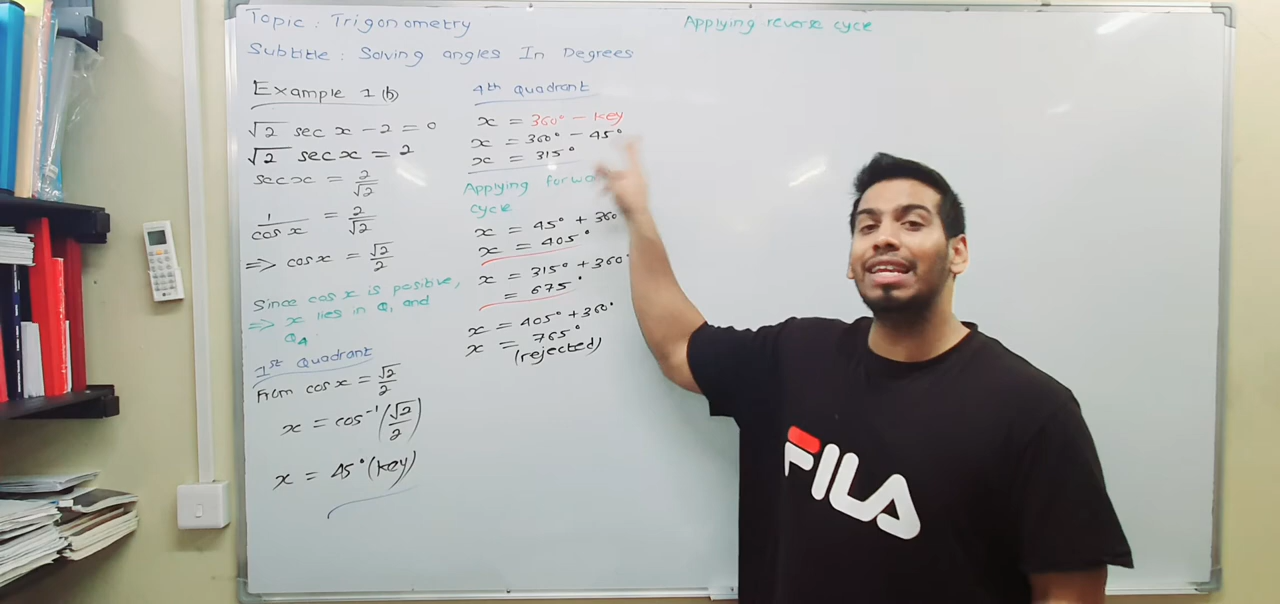 Topic : Trigonometry
Subtitle : Solving angles In Degrees
Example 1 (b)
√2 sec x - 2 = 0
√2 sec x = 2
sec x = 2/√2
1/cos x = 2/√2
=> cos x = √2/2
Since cos x is positive,
=> x lies in Q1 and
Q4
1st Quadrant
From cos x = √2/2
x = cos⁻¹(√2/2)
x = 45° (key)
4th Quadrant
x = 360° - key
x = 360° - 45°
x = 315°
Applying
cycle
x = 45° + 360
x = 405°
x = 315° + 360°
= 675°
x = 405° + 360°
x = 765°
(rejected)
Applying reverse cycle
FILA